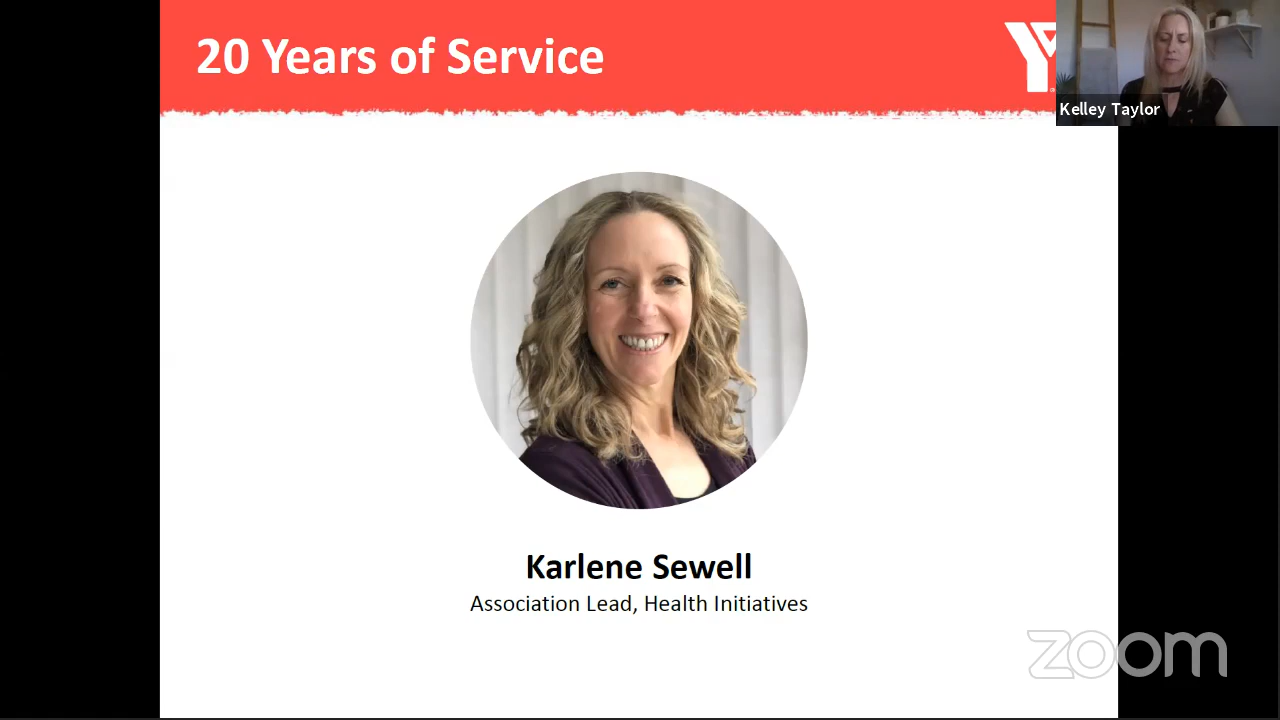 20 Years of Service
Kelley Taylor
Karlene Sewell
Association Lead, Health Initiatives
zoom